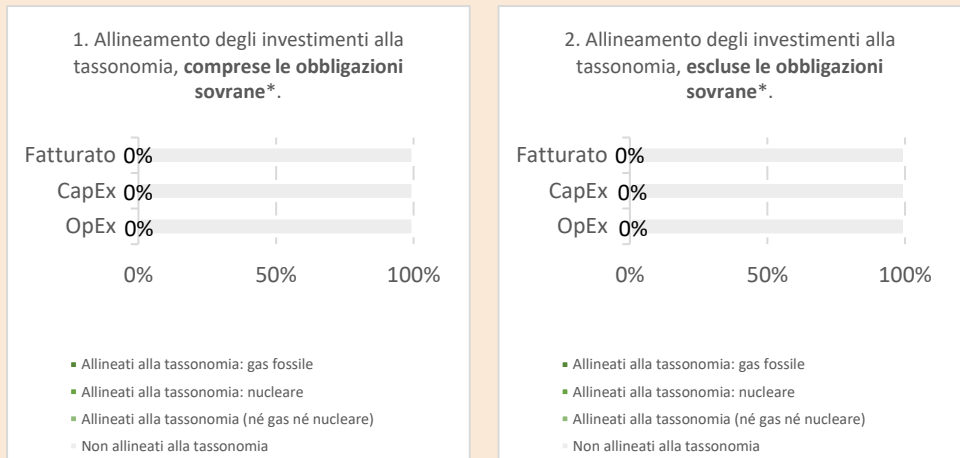 1. Allineamento degli investimenti alla
tassonomia, comprese le obbligazioni
sovrane*.
Fatturato 0%
CapEx 0%
OpEx 0%
0% 50% 100%
Allineati alla tassonomia: gas fossile
Allineati alla tassonomia: nucleare
Allineati alla tassonomia (né gas né nucleare)
Non allineati alla tassonomia
2. Allineamento degli investimenti alla
tassonomia, escluse le obbligazioni
sovrane*.
Fatturato 0%
CapEx 0%
OpEx 0%
0% 50% 100%
Allineati alla tassonomia: gas fossile
Allineati alla tassonomia: nucleare
Allineati alla tassonomia (né gas né nucleare)
Non allineati alla tassonomia